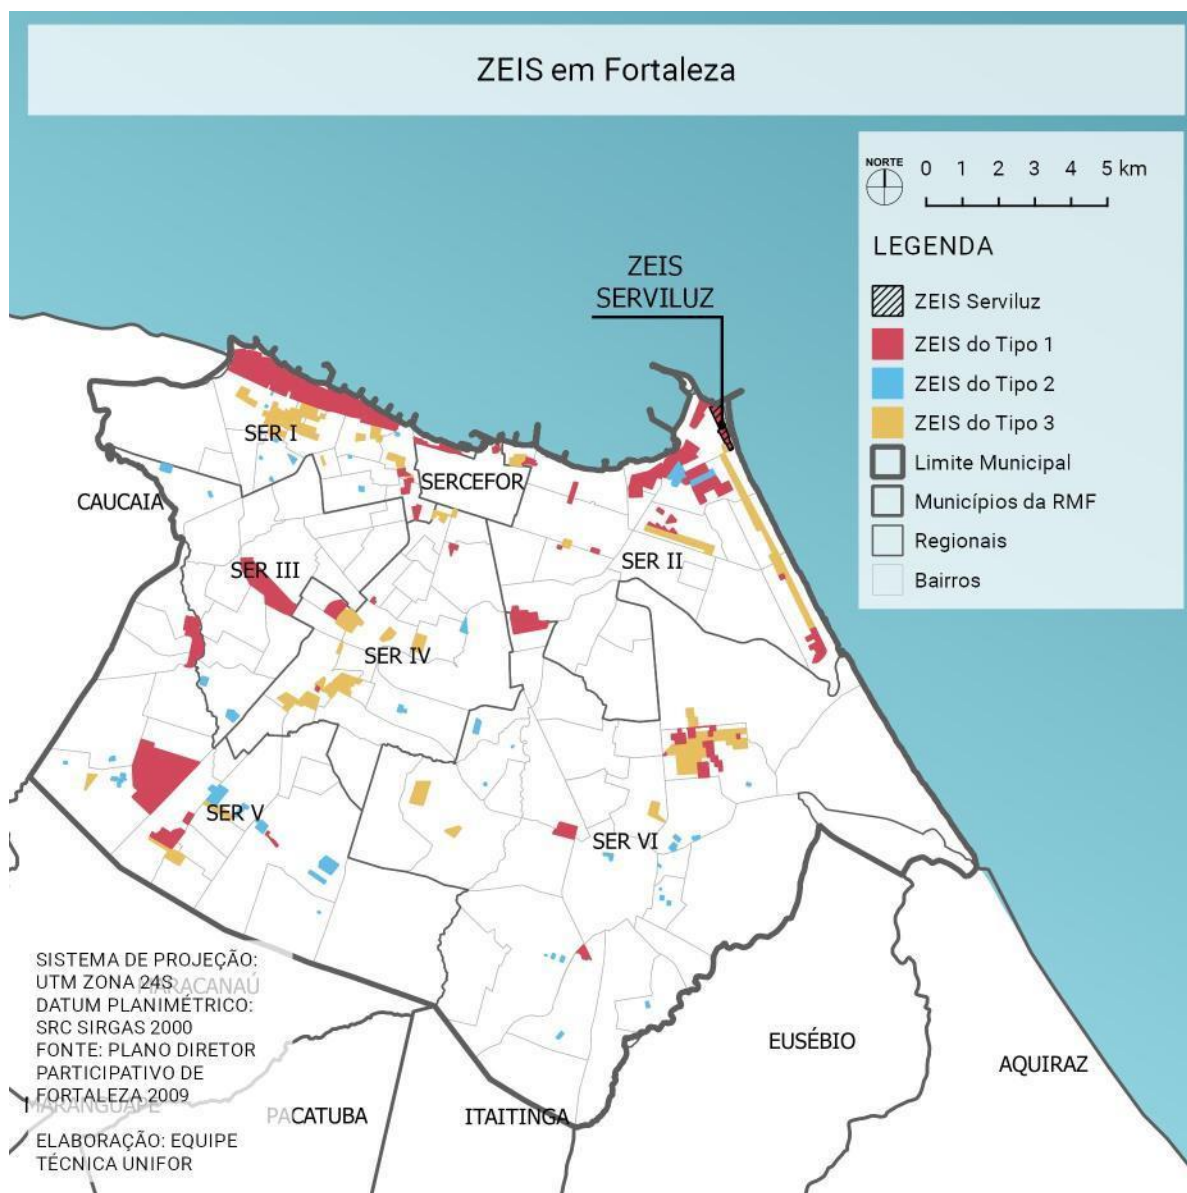 ZEIS em Fortaleza
NORTE
0 1 2 3 4 5 km
LEGENDA
ZEIS Serviluz
ZEIS do Tipo 1
ZEIS do Tipo 2
ZEIS do Tipo 3
Limite Municipal
Municípios da RMF
Regionais
Bairros
ZEIS
SERVILUZ
SER I
SERCEFOR
CAUCAIA
SER II
SER III
SER IV
SER V
SER VI
SISTEMA DE PROJEÇÃO:
UTM ZONA 24S
MARACANAÚ
DATUM PLANIMÉTRICO:
SRC SIRGAS 2000
FONTE: PLANO DIRETOR
PARTICIPATIVO DE
FORTALEZA 2009
MARANGUAPE
ELABORAÇÃO: EQUIPE
TÉCNICA UNIFOR
PACATUBA
ITAITINGA
EUSÉBIO
AQUIRAZ